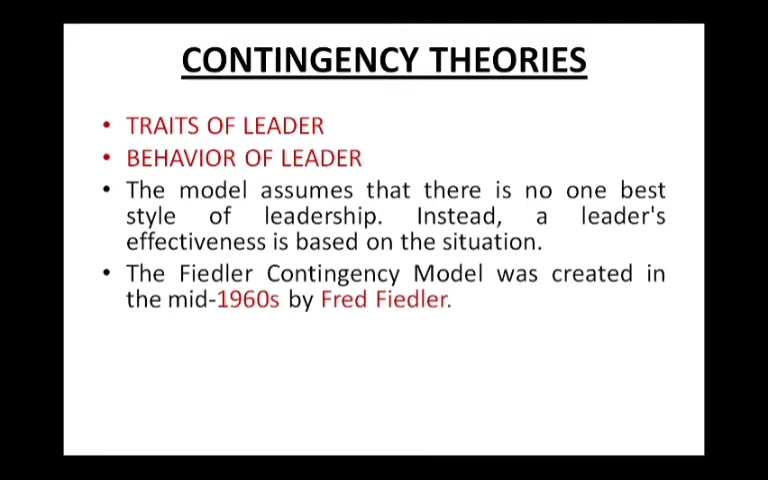 CONTINGENCY THEORIES
• TRAITS OF LEADER
• BEHAVIOR OF LEADER
• The model assumes that there is no one best
style of leadership. Instead, a leader's
effectiveness is based on the situation.
• The Fiedler Contingency Model was created in
the mid-1960s by Fred Fiedler.